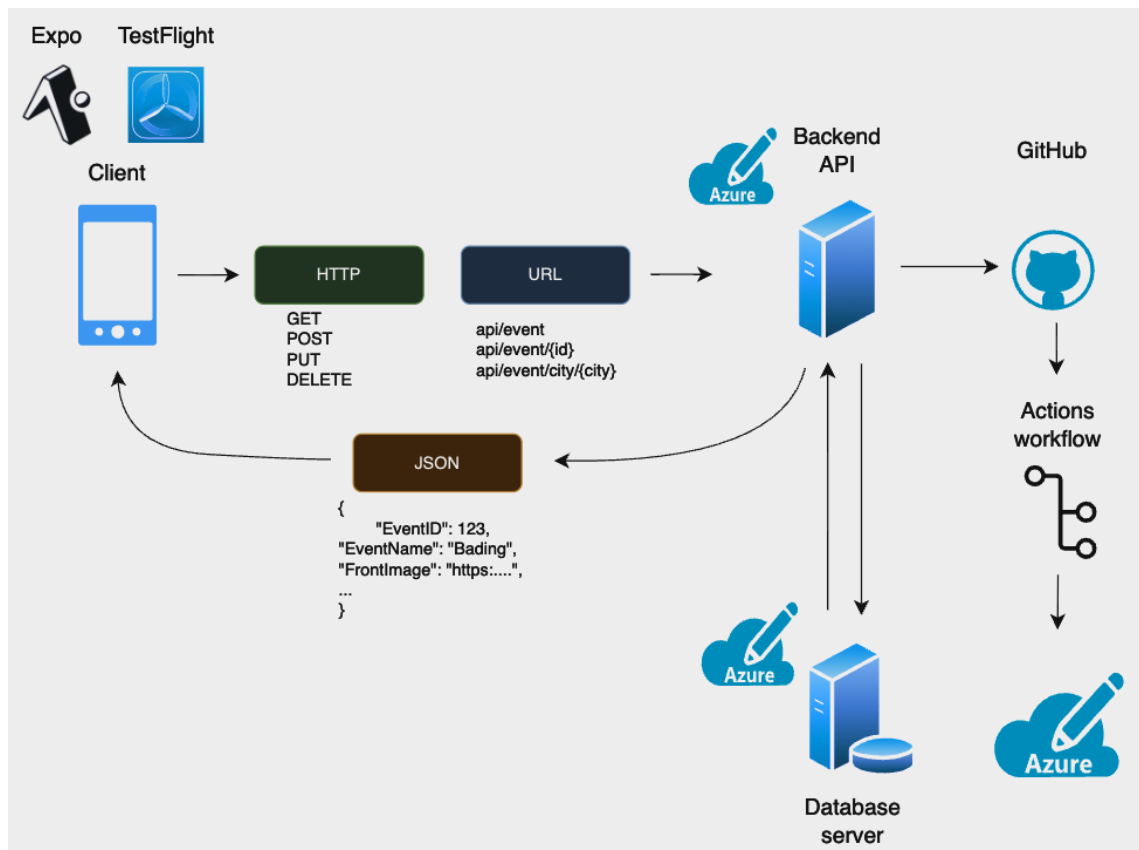 Expo
TestFlight
Client
HTTP
GET
POST
PUT
DELETE
URL
api/event
api/event/{id}
api/event/city/{city}
Azure
Backend
API
GitHub
Actions
workflow
JSON
{
"EventID": 123,
"EventName": "Bading",
"FrontImage": "https:....",
...
}
Azure
Database
server
Azure